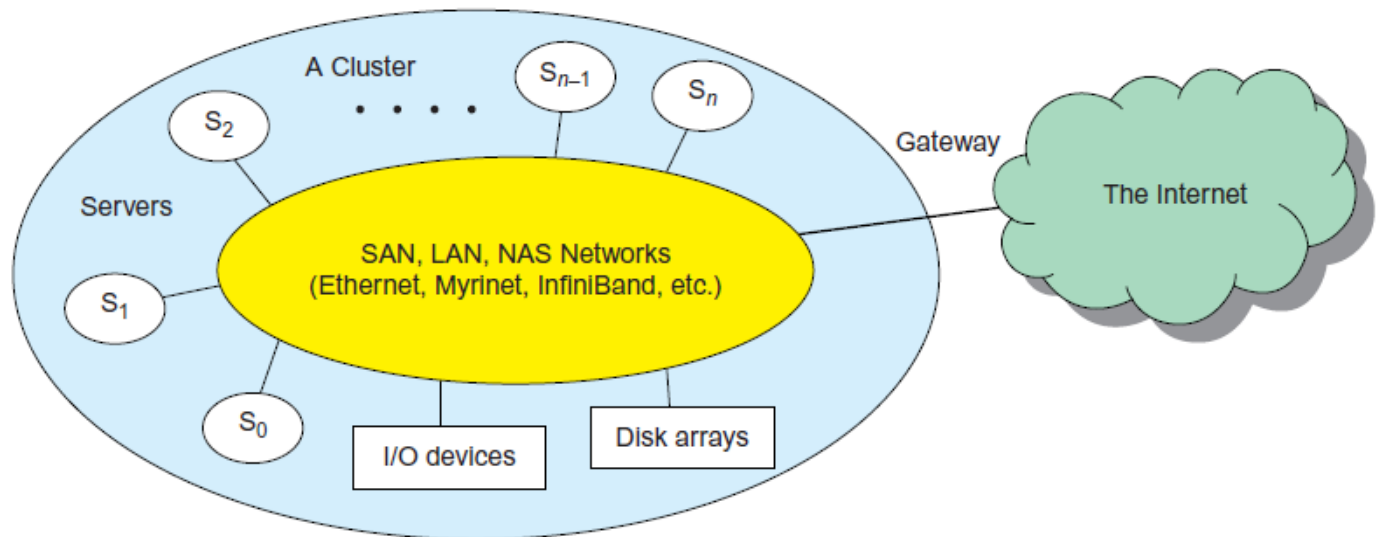 A Cluster
S₂
Sₙ₋₁
Sₙ
Servers
Gateway
The Internet
SAN, LAN, NAS Networks
(Ethernet, Myrinet, InfiniBand, etc.)
S₁
S₀
I/O devices
Disk arrays